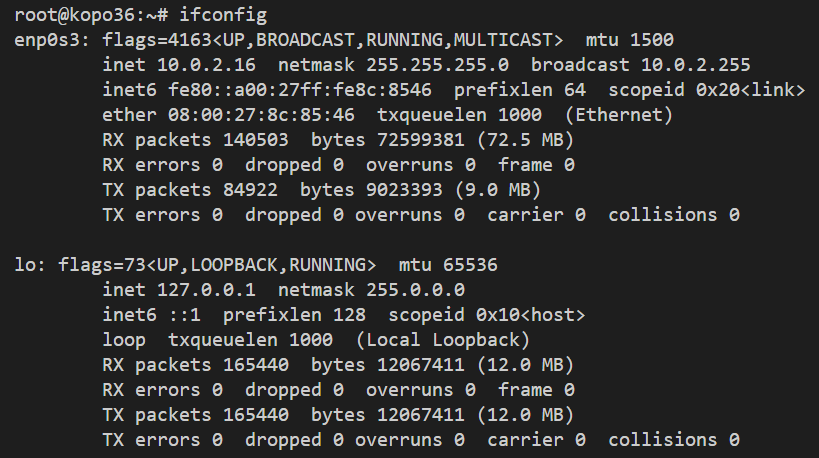 root@kopo36:~# ifconfig
enp0s3: flags=4163<UP,BROADCAST,RUNNING,MULTICAST>  mtu 1500
        inet 10.0.2.16  netmask 255.255.255.0  broadcast 10.0.2.255
        inet6 fe80::a00:27ff:fe8c:8546  prefixlen 64  scopeid 0x20<link>
        ether 08:00:27:8c:85:46  txqueuelen 1000  (Ethernet)
        RX packets 140503  bytes 72599381 (72.5 MB)
        RX errors 0  dropped 0  overruns 0  frame 0
        TX packets 84922  bytes 9023393 (9.0 MB)
        TX errors 0  dropped 0 overruns 0  carrier 0  collisions 0

lo: flags=73<UP,LOOPBACK,RUNNING>  mtu 65536
        inet 127.0.0.1  netmask 255.0.0.0
        inet6 ::1  prefixlen 128  scopeid 0x10<host>
        loop  txqueuelen 1000  (Local Loopback)
        RX packets 165440  bytes 12067411 (12.0 MB)
        RX errors 0  dropped 0  overruns 0  frame 0
        TX packets 165440  bytes 12067411 (12.0 MB)
        TX errors 0  dropped 0 overruns 0  carrier 0  collisions 0